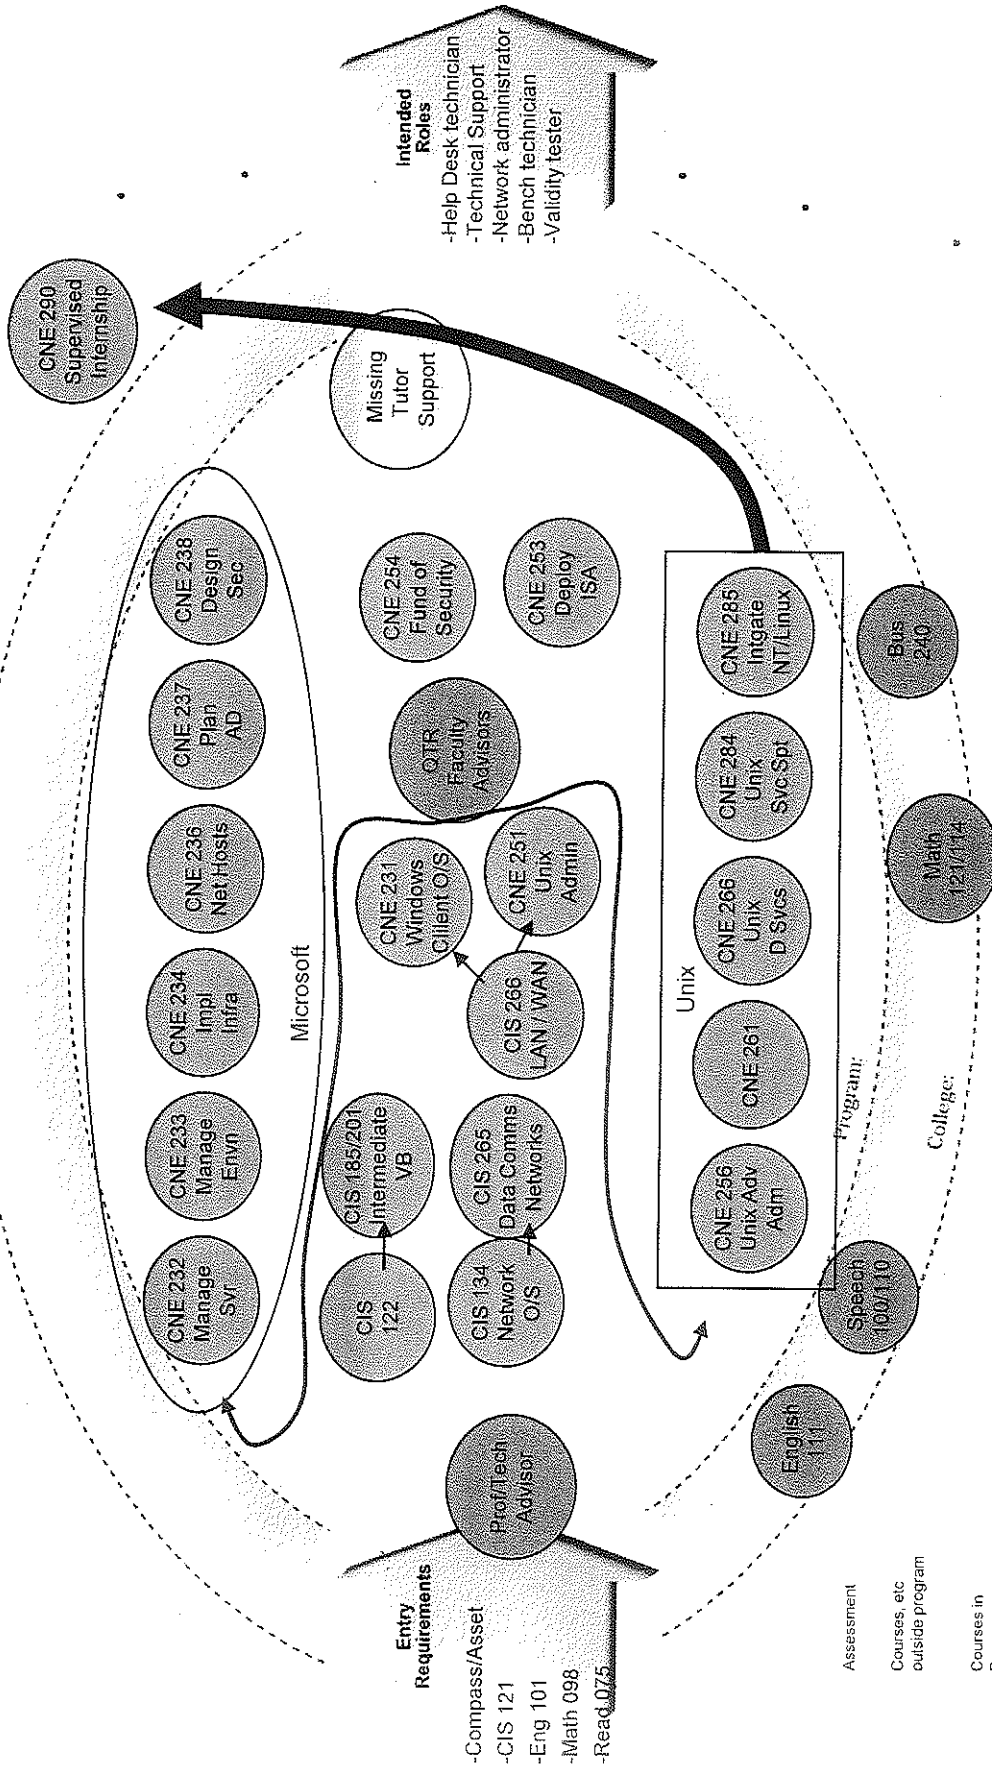 Entry
Requirements
-Compass/Asset
-CIS 121
-Eng 101
-Math 098
-Read 075
Prof/Tech
Advisor
CNE 232
Manage
Svr
CNE 233
Manage
Envn
CNE 234
Impl
Infra
CNE 236
Net Hosts
CNE 237
Plan
AD
CNE 238
Design
Sec
Microsoft
CIS
122
CIS 185/201
Intermediate
VB
CIS 134
Network
O/S
CIS 265
Data Comms
Networks
CIS 266
LAN / WAN
CNE 231
Windows
Client O/S
CNE 251
Unix
Admin
QTR
Faculty
Advisors
CNE 254
Fund of
Security
CNE 253
Deploy
ISA
Missing
Tutor
Support
CNE 290
Supervised
Internship
Intended
Roles
-Help Desk technician
-Technical Support
-Network administrator
-Bench technician
-Validity tester
Unix
CNE 256
Unix Adv
Adm
CNE 261
CNE 266
Unix
D Svcs
CNE 284
Unix
Svc Spt
CNE 285
Intgate
NT/Linux
Program:
College:
English
111
Speech
100/110
Math
121/114
Bus
240
Assessment
Courses, etc
outside program
Courses in